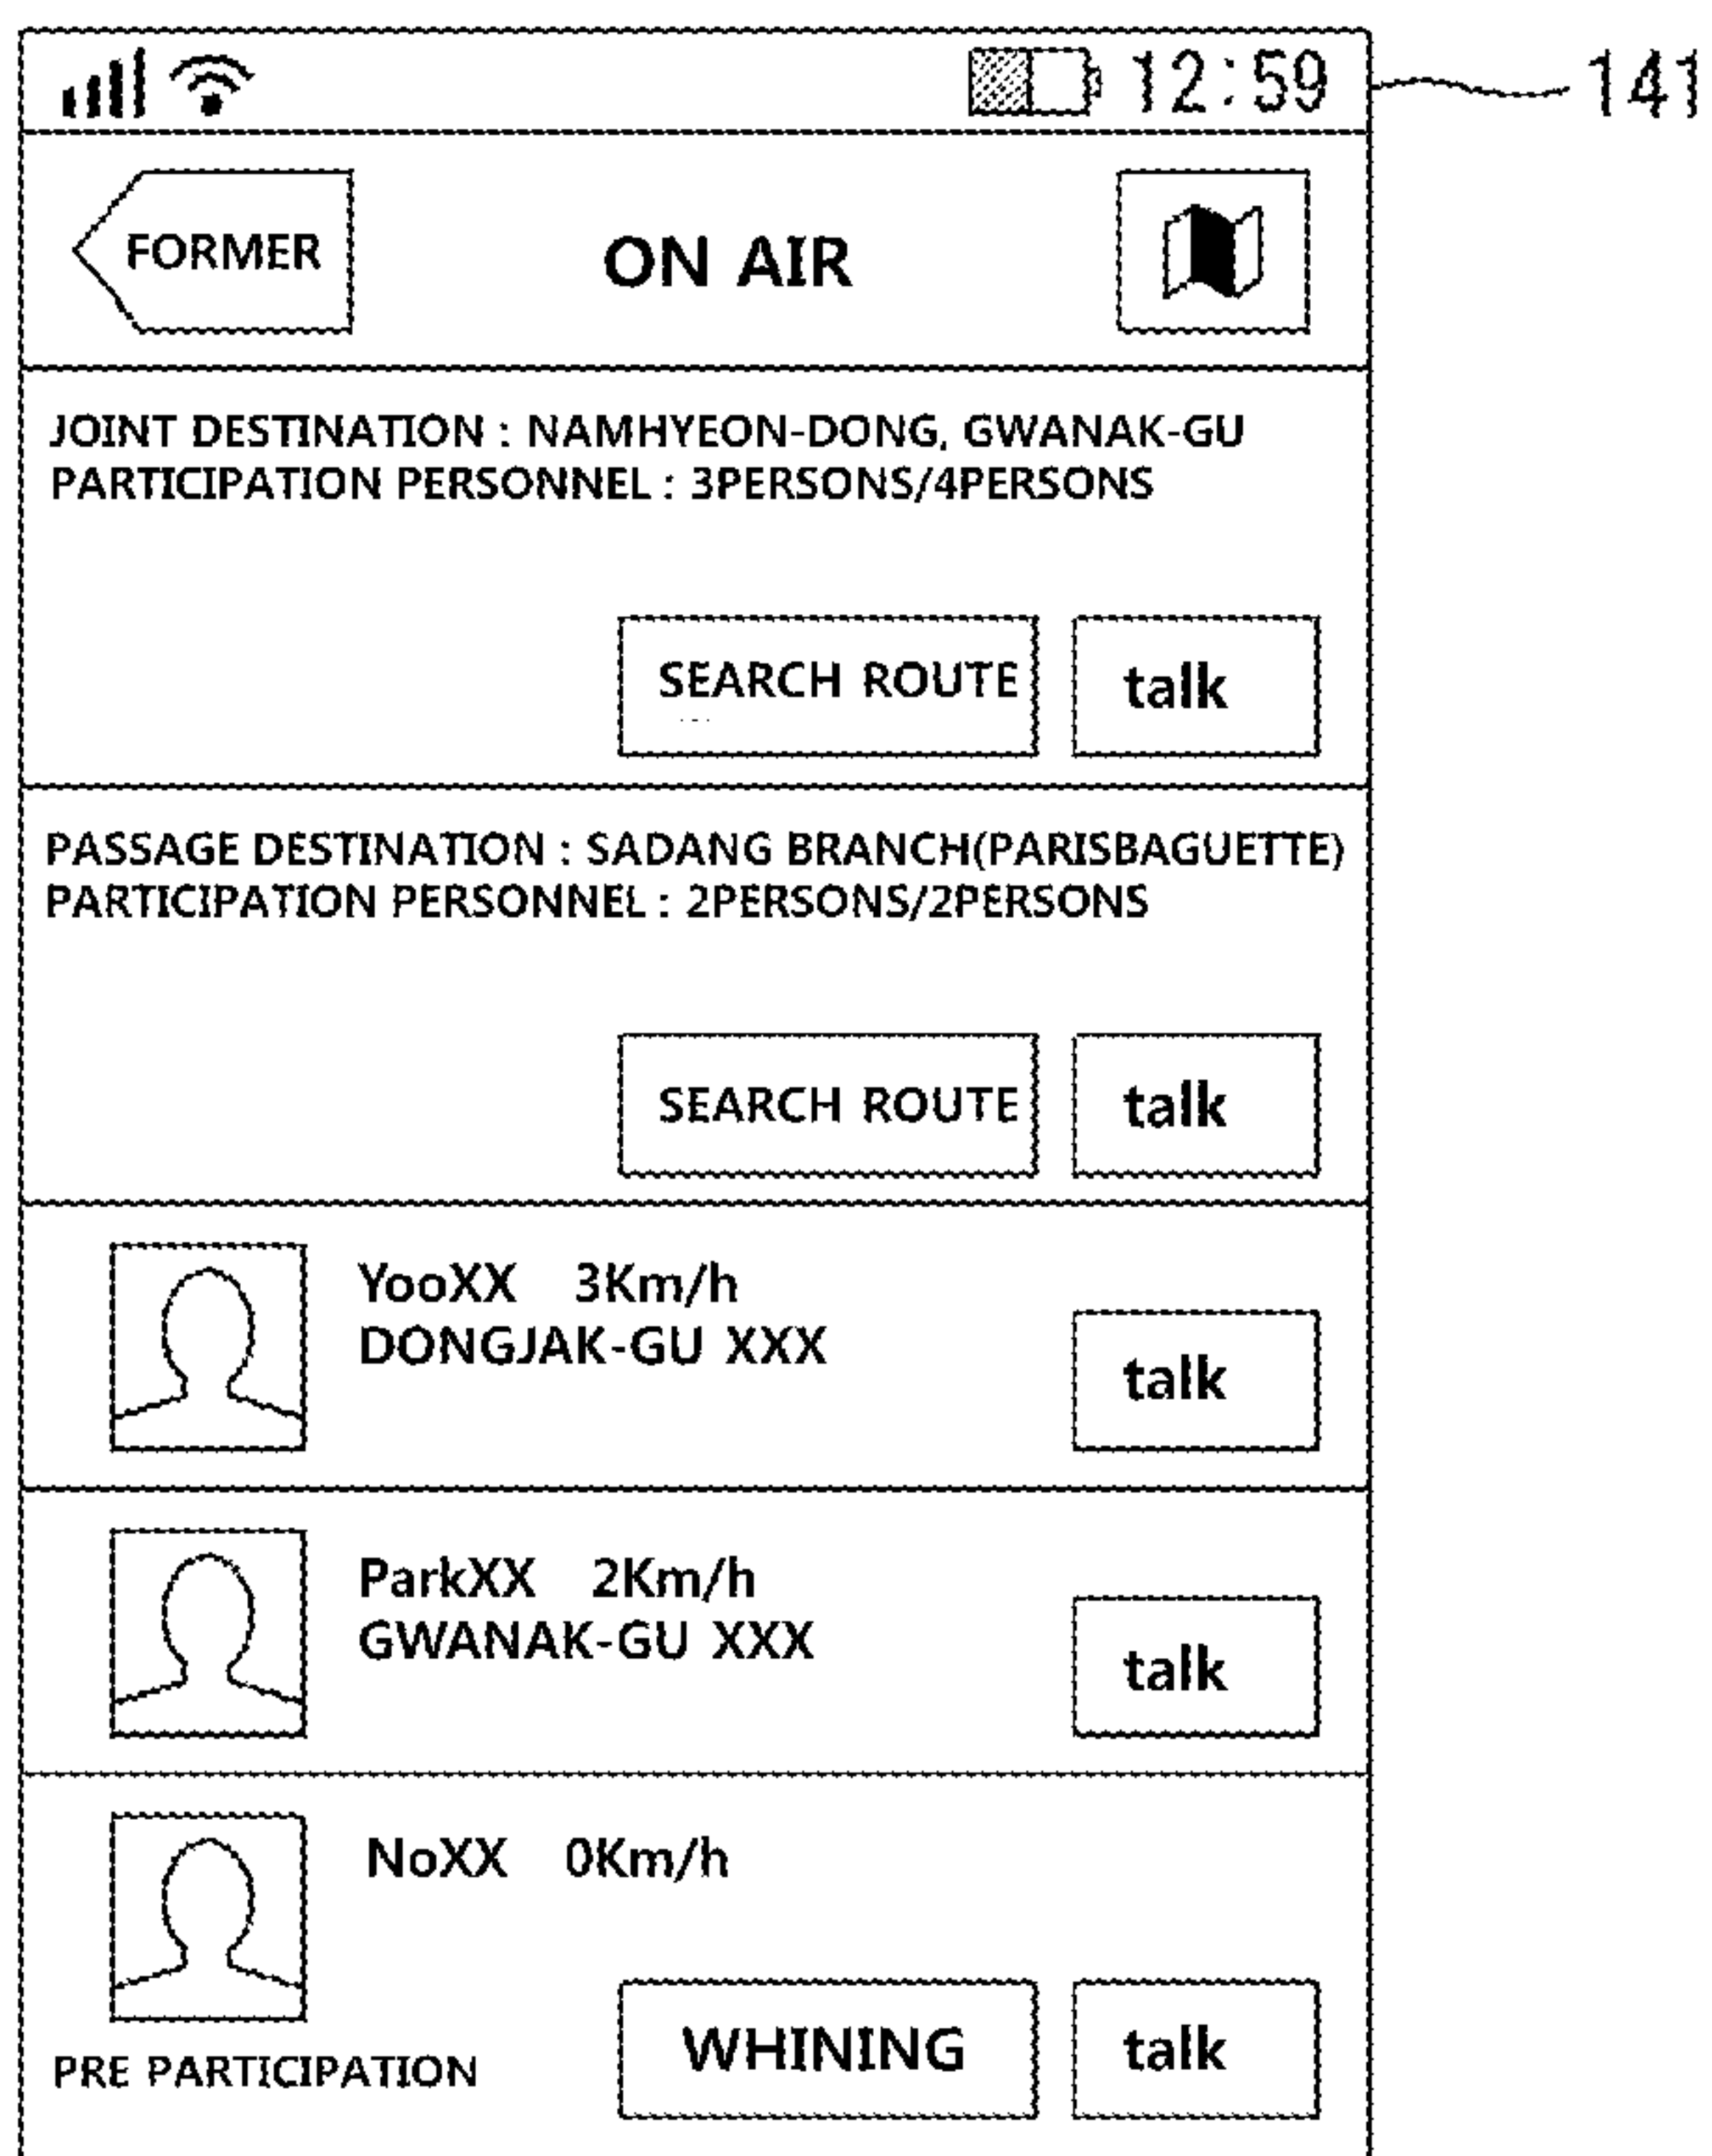 12:59
141
FORMER
ON AIR
JOINT DESTINATION : NAMHYEON-DONG, GWANAK-GU
PARTICIPATION PERSONNEL : 3PERSONS/4PERSONS
SEARCH ROUTE
talk
PASSAGE DESTINATION : SADANG BRANCH(PARISBAGUETTE)
PARTICIPATION PERSONNEL : 2PERSONS/2PERSONS
SEARCH ROUTE
talk
YooXX 3Km/h
DONGJAK-GU XXX
talk
ParkXX 2Km/h
GWANAK-GU XXX
talk
NoXX 0Km/h
PRE PARTICIPATION
WHINING
talk